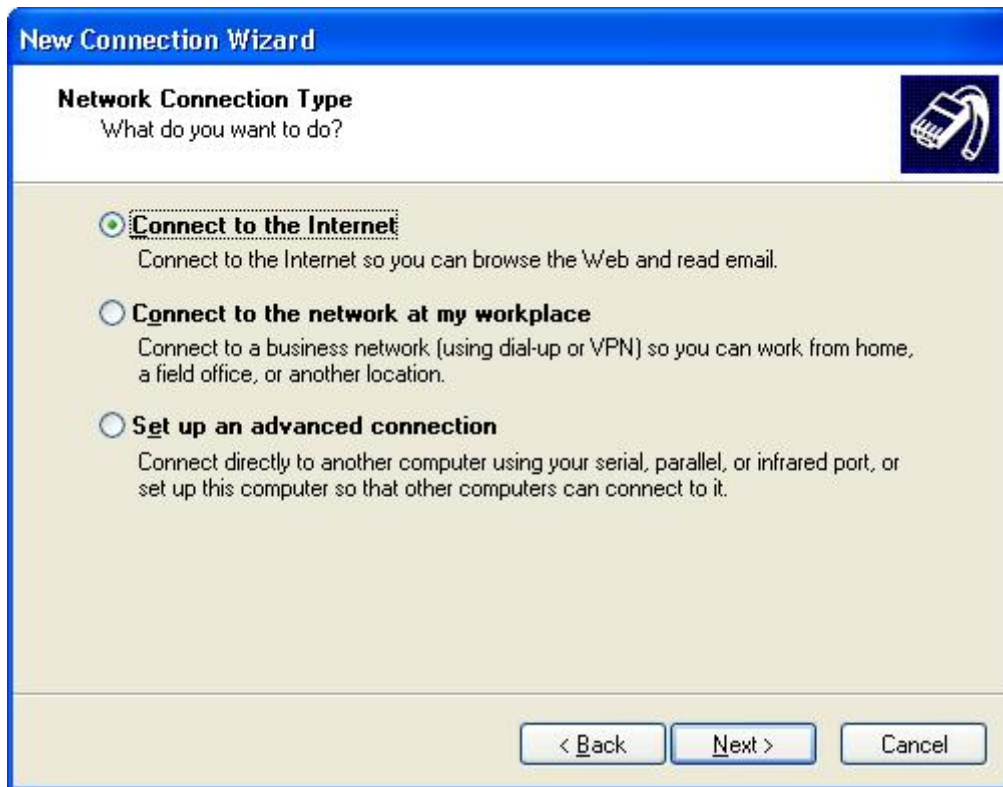 New Connection Wizard
Network Connection Type
What do you want to do?
Connect to the Internet
Connect to the Internet so you can browse the Web and read email.
Connect to the network at my workplace
Connect to a business network (using dial-up or VPN) so you can work from home,
a field office, or another location.
Set up an advanced connection
Connect directly to another computer using your serial, parallel, or infrared port, or
set up this computer so that other computers can connect to it.
< Back Next > Cancel